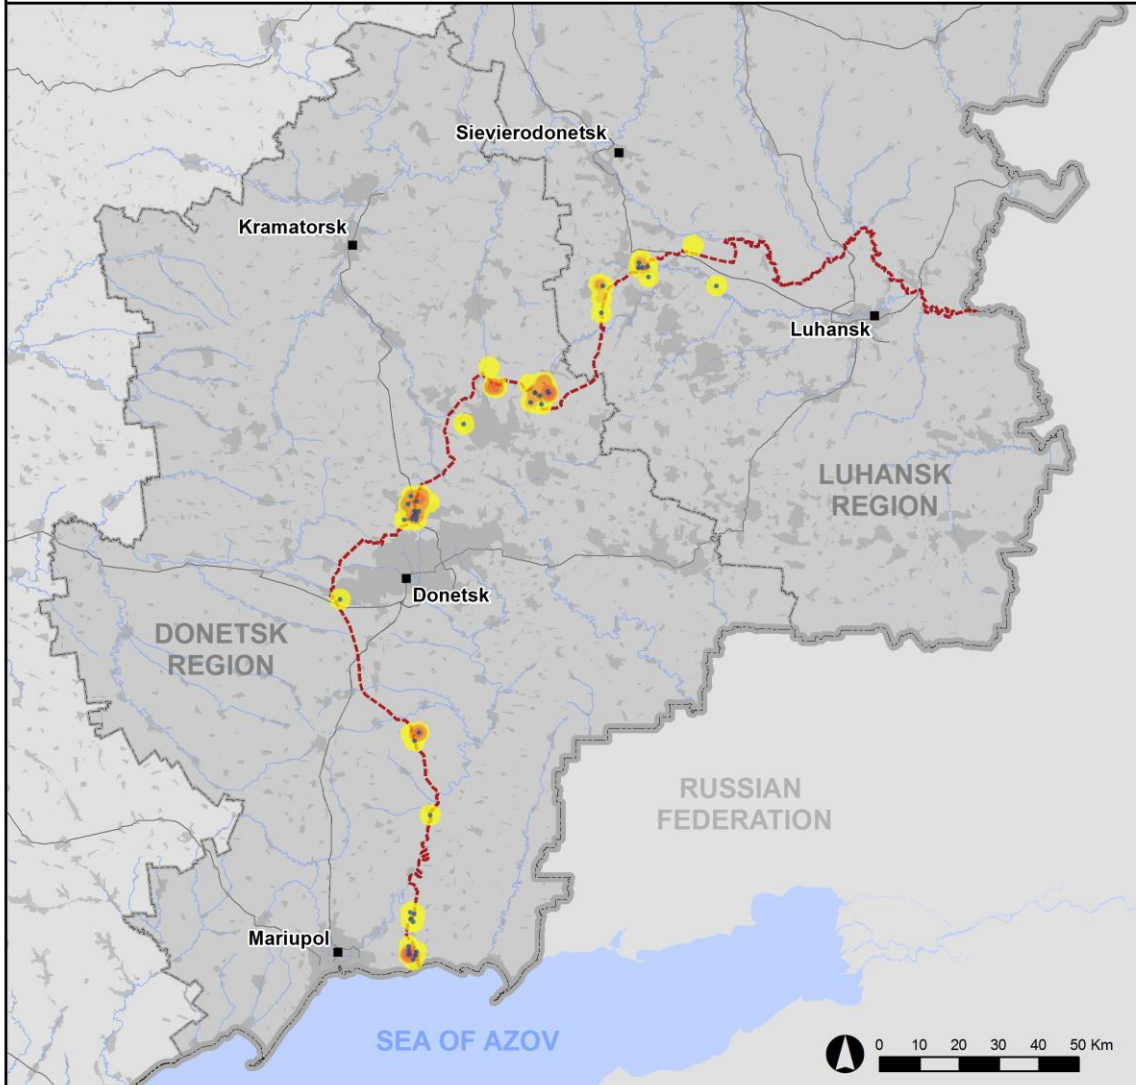 Sievierodonetsk
Kramatorsk
Luhansk
LUHANSK
REGION
Donetsk
DONETSK
REGION
RUSSIAN
FEDERATION
Mariupol
SEA OF AZOV
0 10 20 30 40 50 Km